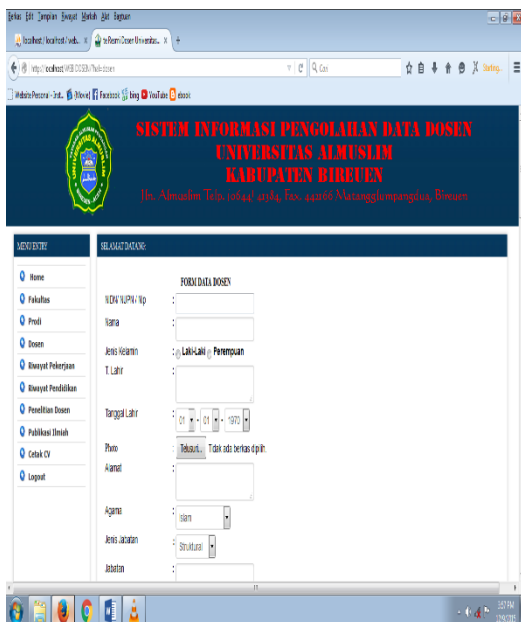 Berkas Edit Tampilan Riwayat Markah Alat Bantuan
localhost / localhost / web...
te Resmi Dosen Universitas...
http://localhost/WEB DOSEN/?hal=dosen
Cari
Website Personal - Inst... (Movie) Facebook bing YouTube ebook
SISTEM INFORMASI PENGOLAHAN DATA DOSEN
UNIVERSITAS ALMUSLIM
KABUPATEN BIREUEN
Jln. Almuslim Telp. (0644) 41384, Fax. 442166 Matangglumpangdua, Bireuen
MENU ENTRY
SELAMAT DATANG:
Home
Fakultas
Prodi
Dosen
Riwayat Pekerjaan
Riwayat Pendidikan
Penelitian Dosen
Publikasi Ilmiah
Cetak CV
Logout
FORM DATA DOSEN
NIDN/ NUPN / Nip :
Nama :
Jenis Kelamin : Laki-Laki Perempuan
T. Lahir :
Tanggal Lahir : 01 - 01 - 1970
Photo : Telusuri... Tidak ada berkas dipilih.
Alamat :
Agama : Islam
Jenis Jabatan : Struktural
Jabatan :